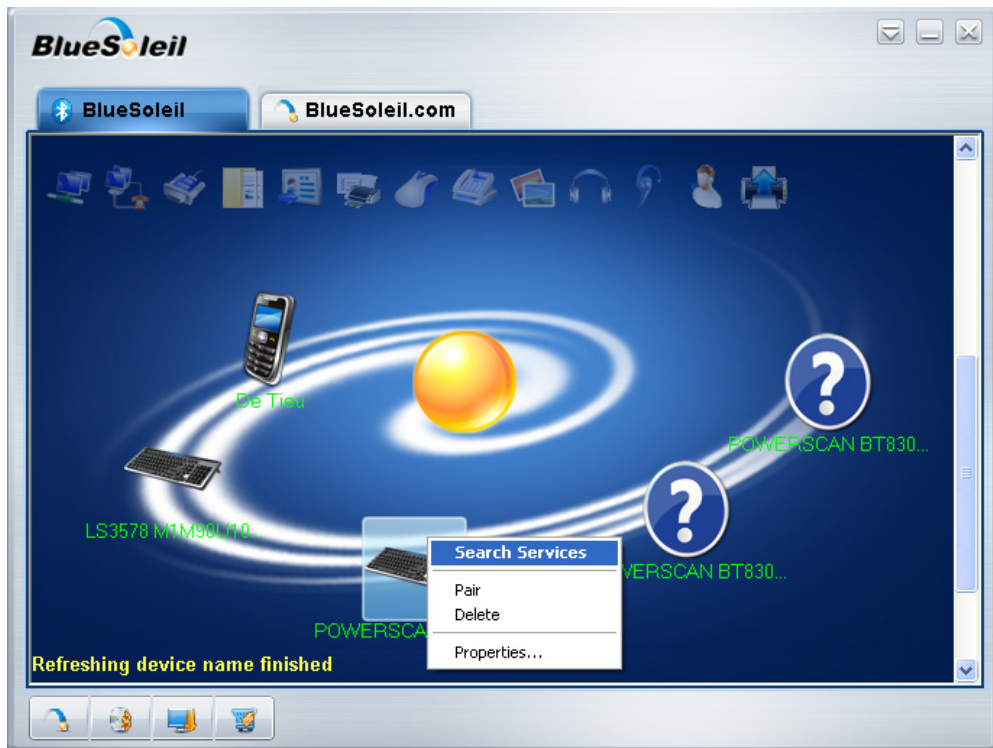 BlueSoleil
BlueSoleil
BlueSoleil.com
De Tieu
POWERSCAN BT830...
LS3578 M1M90U10...
VERSCAN BT830...
Search Services
Pair
Delete
Properties...
POWERSCA
Refreshing device name finished